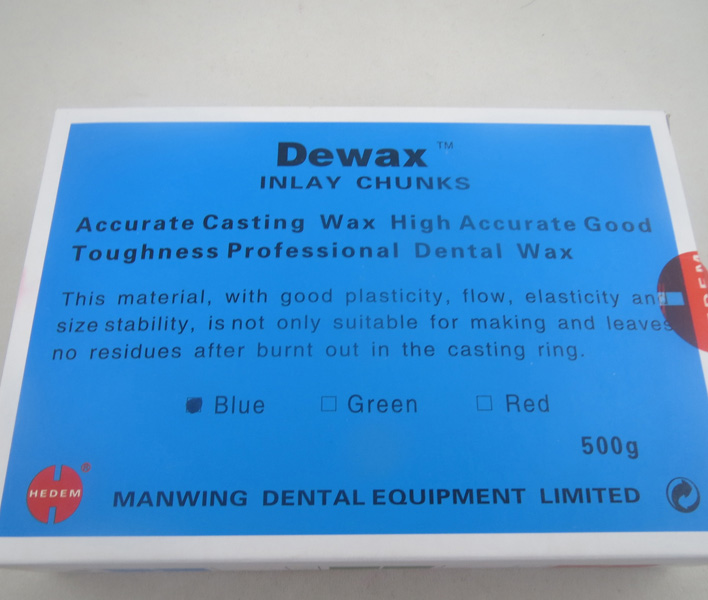 Dewax ™
INLAY CHUNKS
Accurate Casting Wax High Accurate Good
Toughness Professional Dental Wax
This material, with good plasticity, flow, elasticity and
size stability, is not only suitable for making and leaves
no residues after burnt out in the casting ring.
Blue □ Green □ Red
500g
HEDEM ® MANWING DENTAL EQUIPMENT LIMITED